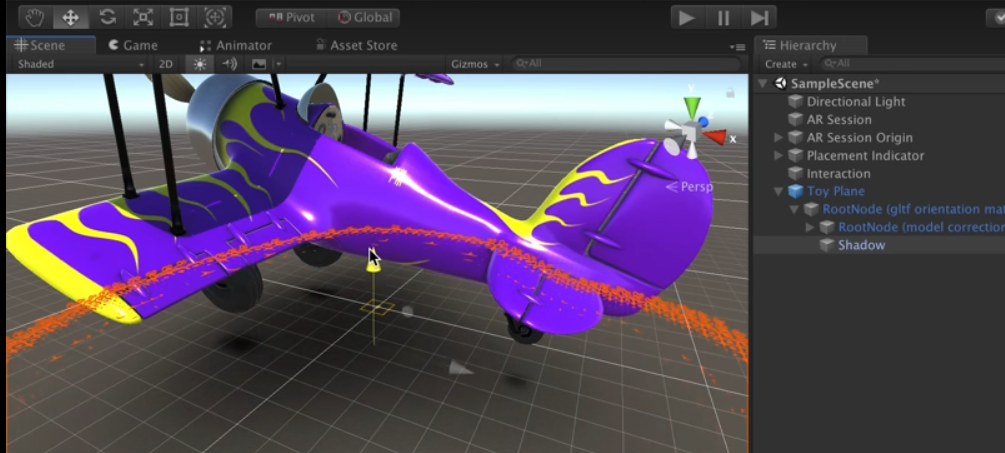 Pivot Global
Scene Game Animator Asset Store
Shaded 2D Gizmos All
Persp
y
x
Hierarchy
Create All
SampleScene*
Directional Light
AR Session
AR Session Origin
Placement Indicator
Interaction
Toy Plane
RootNode (gltf orientation ma
RootNode (model correction
Shadow